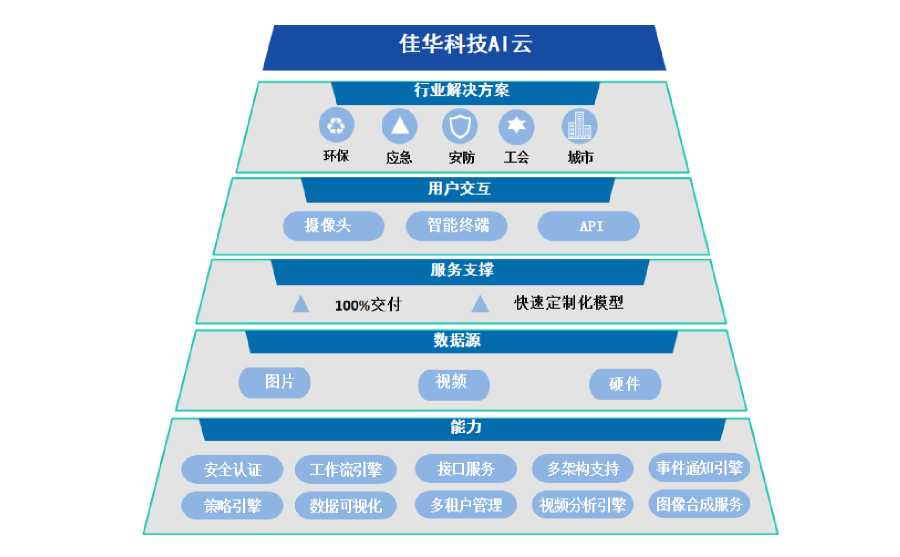 佳华科技AI云
行业解决方案
环保 应急 安防 工会 城市
用户交互
摄像头 智能终端 API
服务支撑
100%交付 快速定制化模型
数据源
图片 视频 硬件
能力
安全认证 工作流引擎 接口服务 多架构支持 事件通知引擎
策略引擎 数据可视化 多租户管理 视频分析引擎 图像合成服务